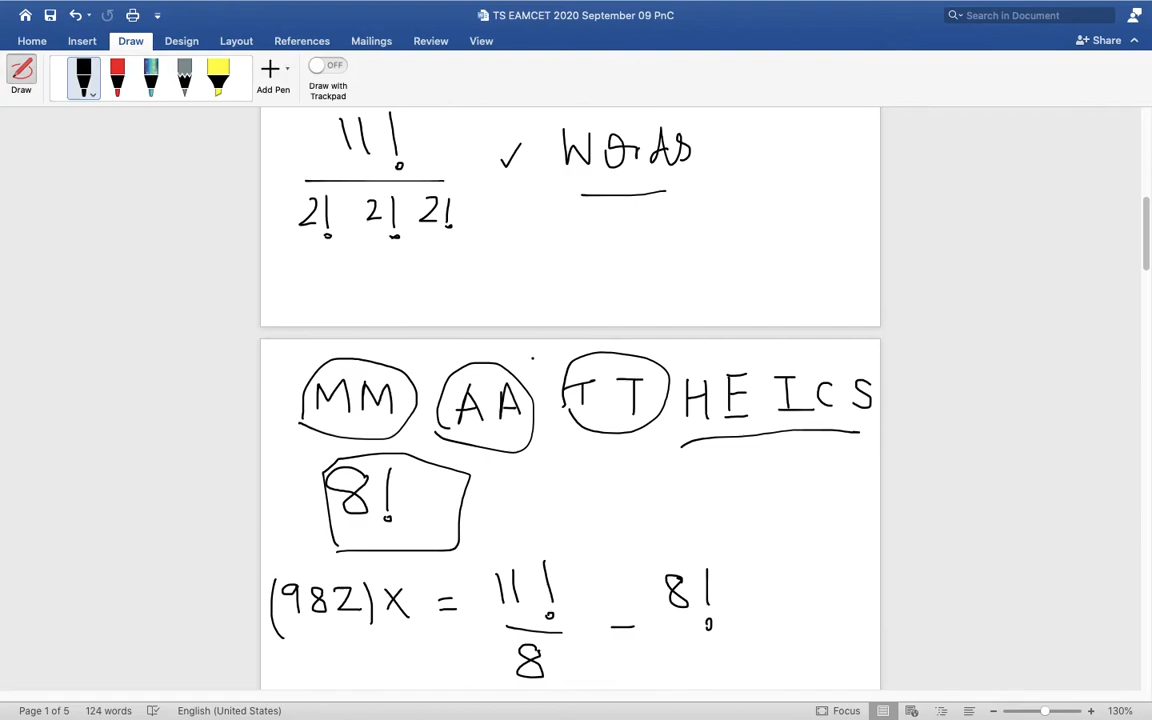 TS EAMCET 2020 September 09 PnC
Search in Document
Home Insert Draw Design Layout References Mailings Review View
Share
OFF
Draw
Add Pen
Draw with
Trackpad
11!
2! 2! 2!
✓ Words
MM AA TT HEICS
8!
(982)X = 11!/8 - 8!
Page 1 of 5 124 words English (United States) Focus 130%